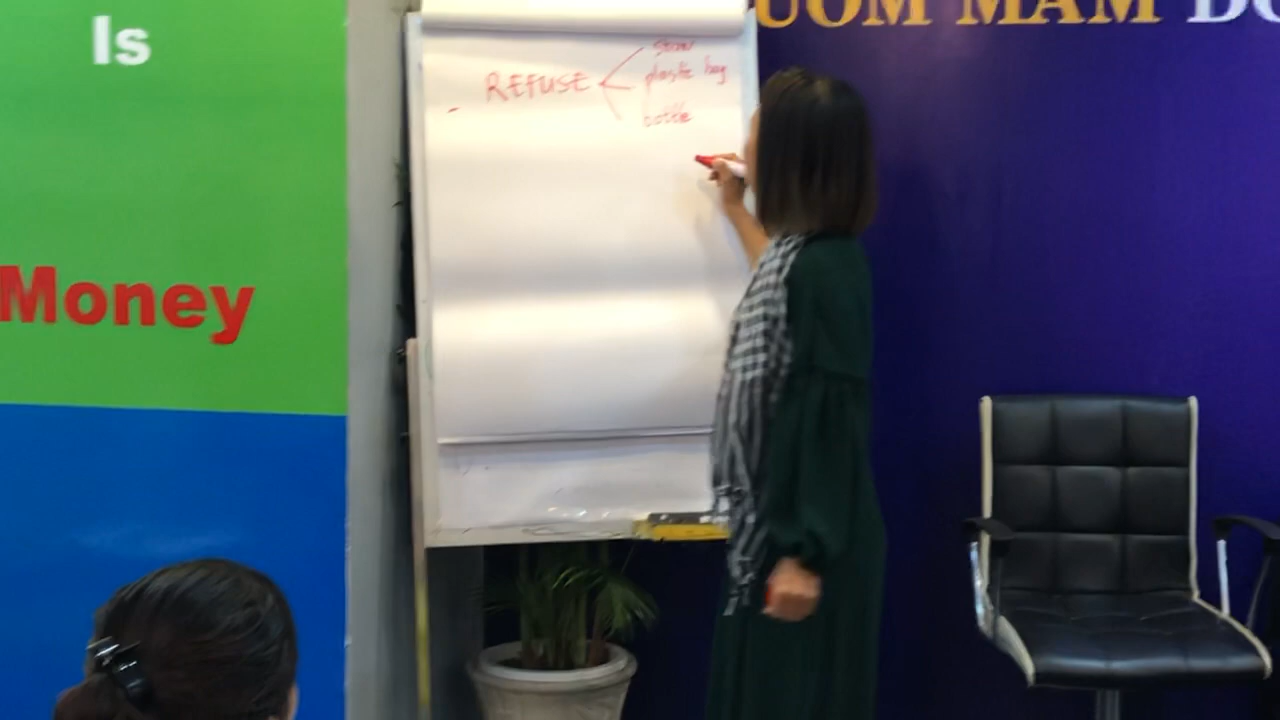 Is
Money
UOM MAM DO
REFUSE
straw
plastic bag
bottle